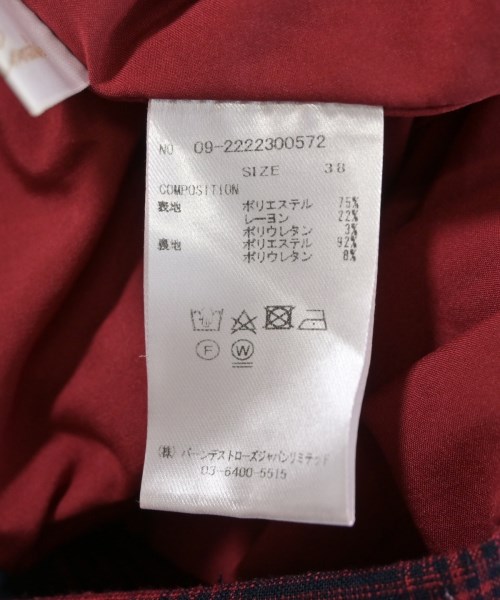 NO 09-2222300572
SIZE 38
COMPOSITION
表地 ポリエステル 75%
レーヨン 22%
ポリウレタン 3%
裏地 ポリエステル 92%
ポリウレタン 8%
F W
(株) バーンデストローズジャパンリミテッド
03-6400-5515